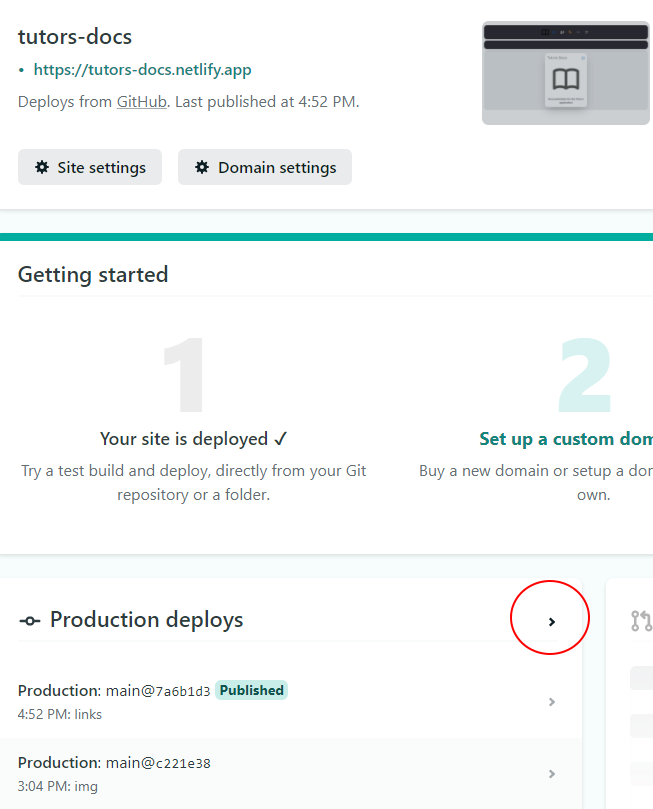 tutors-docs
• https://tutors-docs.netlify.app
Deploys from GitHub. Last published at 4:52 PM.
Site settings
Domain settings
Getting started
1
Your site is deployed ✓
Try a test build and deploy, directly from your Git
repository or a folder.
2
Set up a custom dom
Buy a new domain or setup a dor
own.
Production deploys
Production: main@7a6b1d3 Published
4:52 PM: links
Production: main@c221e38
3:04 PM: img